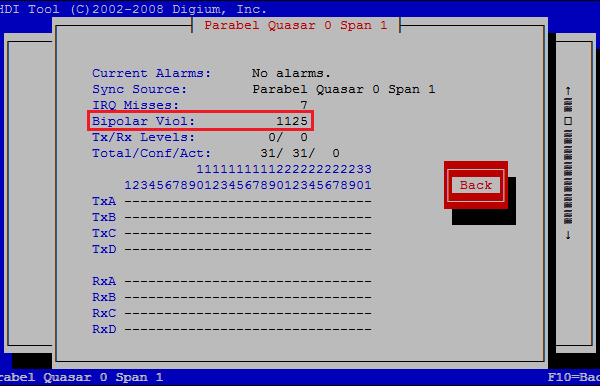 HDI Tool (C)2002-2008 Digium, Inc.
Parabel Quasar 0 Span 1
Current Alarms: No alarms.
Sync Source: Parabel Quasar 0 Span 1
IRQ Misses: 7
Bipolar Viol: 1125
Tx/Rx Levels: 0/ 0
Total/Conf/Act: 31/ 31/ 0
1111111111222222222233
1234567890123456789012345678901
Back
TxA -------------------------------
TxB -------------------------------
TxC -------------------------------
TxD -------------------------------
RxA -------------------------------
RxB -------------------------------
RxC -------------------------------
RxD -------------------------------
rabel Quasar 0 Span 1 F10=Bac